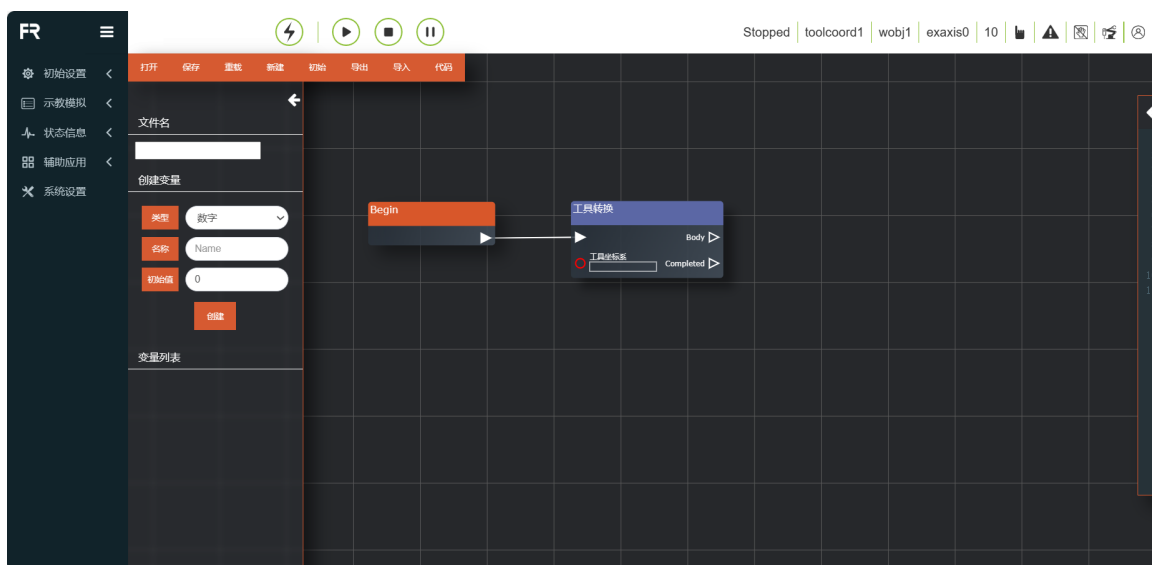 FR
Stopped toolcoord1 wobj1 exaxis0 10
初始设置
示教模拟
状态信息
辅助应用
系统设置
打开 保存 重载 新建 初始 导出 导入 代码
文件名
创建变量
类型 数字
名称 Name
初始值 0
创建
变量列表
Begin
工具转换
Body
工具坐标系
Completed
1
1